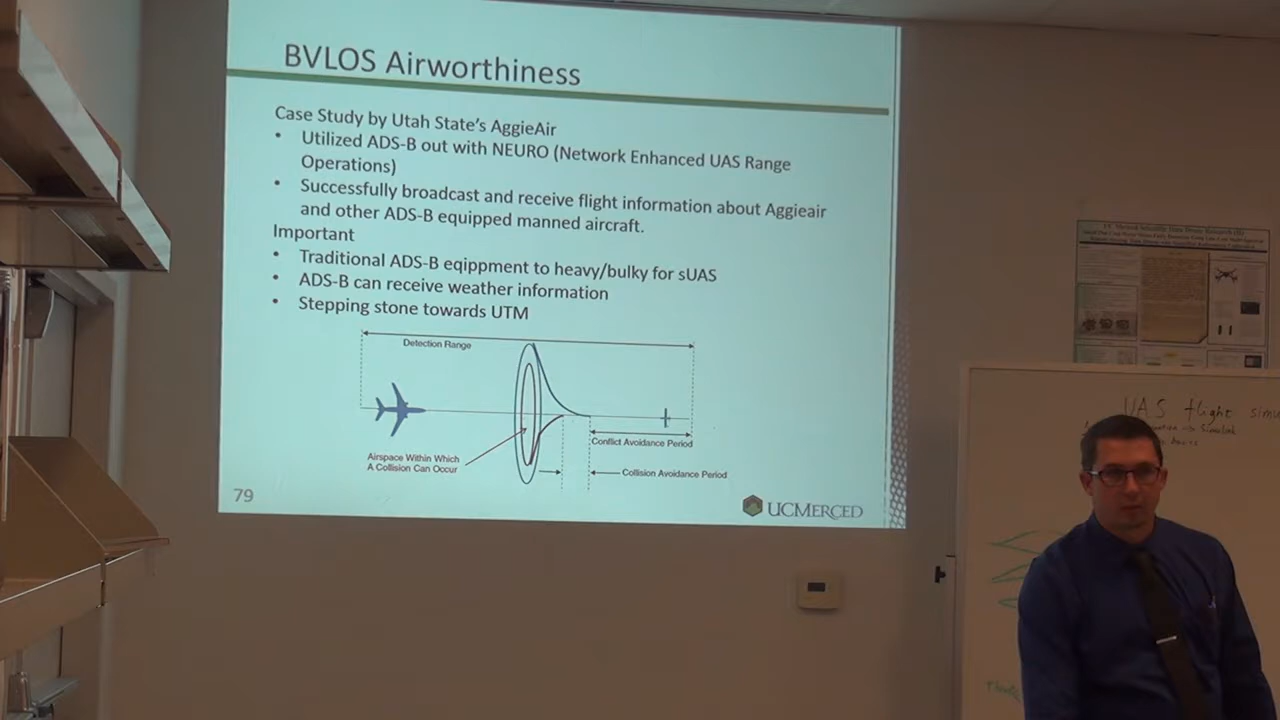 BVLOS Airworthiness
Case Study by Utah State's AggieAir
• Utilized ADS-B out with NEURO (Network Enhanced UAS Range
Operations)
• Successfully broadcast and receive flight information about Aggieair
and other ADS-B equipped manned aircraft.
Important
• Traditional ADS-B eqippment to heavy/bulky for sUAS
• ADS-B can receive weather information
• Stepping stone towards UTM
Detection Range
Conflict Avoidance Period
Airspace Within Which
A Collision Can Occur
Collision Avoidance Period
79
UCMERCED
UAS flight simu